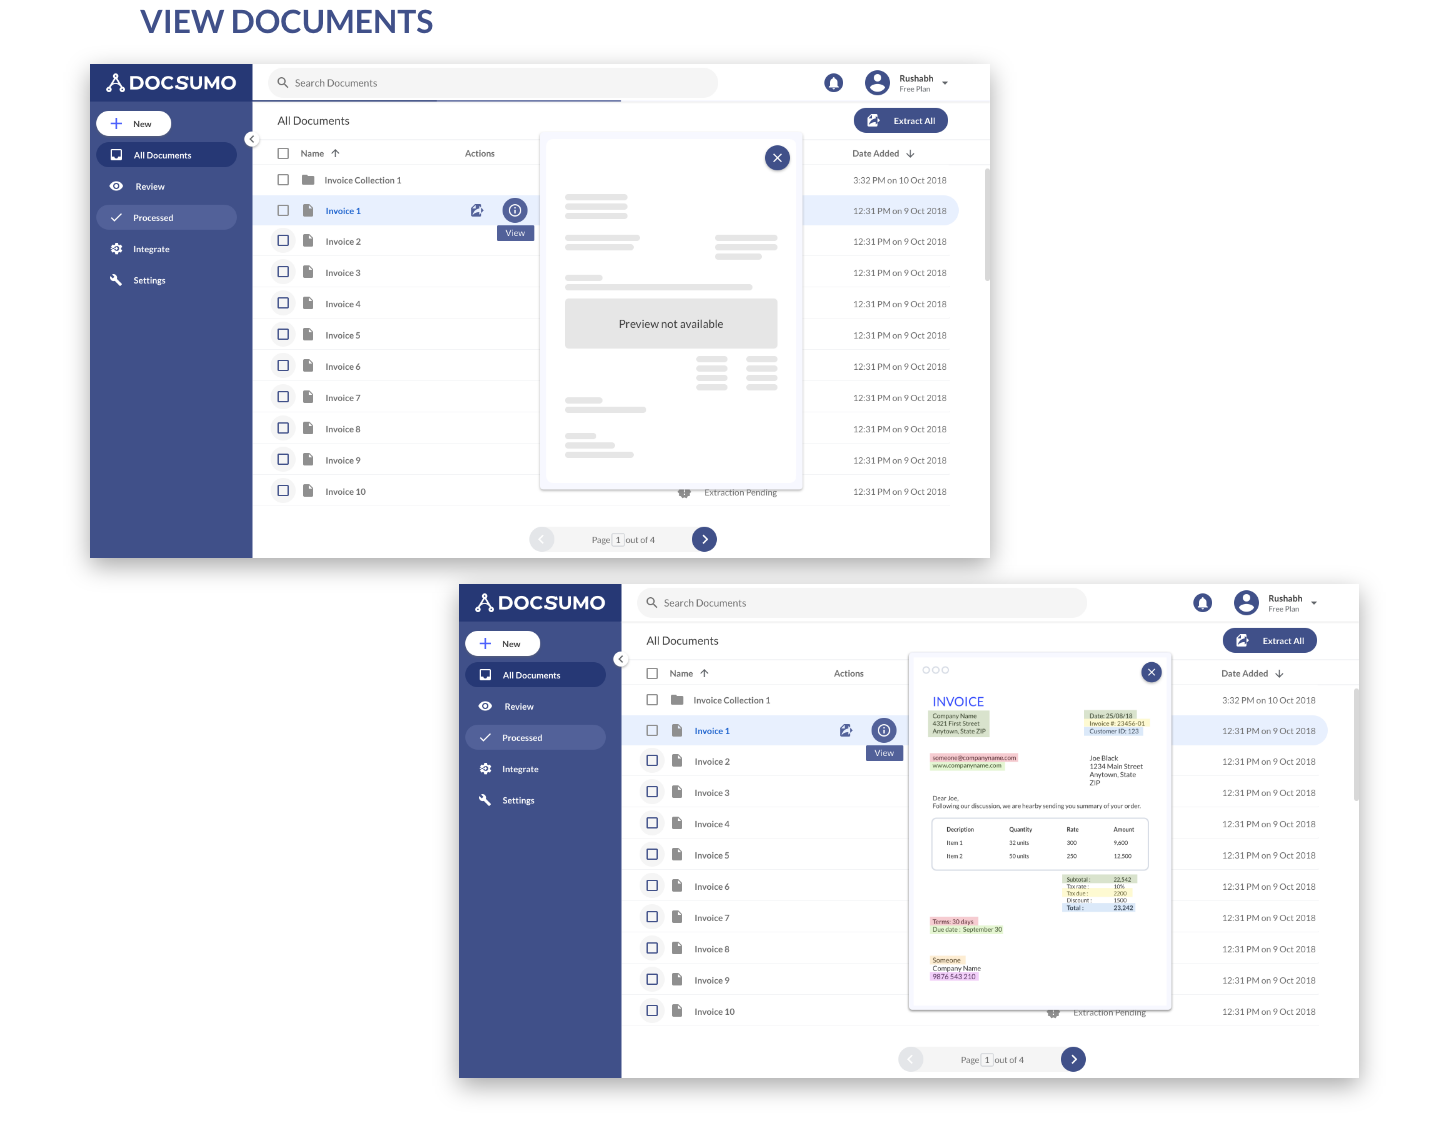 VIEW DOCUMENTS
DOCSUMO
Search Documents
Rushabh
Free Plan
New
All Documents
Review
Processed
Integrate
Settings
All Documents
Extract All
Name
Actions
Date Added
Invoice Collection 1
3:32 PM on 10 Oct 2018
Invoice 1
12:31 PM on 9 Oct 2018
View
Invoice 2
12:31 PM on 9 Oct 2018
Invoice 3
12:31 PM on 9 Oct 2018
Invoice 4
12:31 PM on 9 Oct 2018
Invoice 5
12:31 PM on 9 Oct 2018
Invoice 6
12:31 PM on 9 Oct 2018
Invoice 7
12:31 PM on 9 Oct 2018
Invoice 8
12:31 PM on 9 Oct 2018
Invoice 9
12:31 PM on 9 Oct 2018
Invoice 10
Extraction Pending
12:31 PM on 9 Oct 2018
Preview not available
Page 1 out of 4
DOCSUMO
Search Documents
Rushabh
Free Plan
New
All Documents
Review
Processed
Integrate
Settings
All Documents
Extract All
Name
Actions
Date Added
Invoice Collection 1
3:32 PM on 10 Oct 2018
Invoice 1
12:31 PM on 9 Oct 2018
View
Invoice 2
12:31 PM on 9 Oct 2018
Invoice 3
12:31 PM on 9 Oct 2018
Invoice 4
12:31 PM on 9 Oct 2018
Invoice 5
12:31 PM on 9 Oct 2018
Invoice 6
12:31 PM on 9 Oct 2018
Invoice 7
12:31 PM on 9 Oct 2018
Invoice 8
12:31 PM on 9 Oct 2018
Invoice 9
12:31 PM on 9 Oct 2018
Invoice 10
Extraction Pending
12:31 PM on 9 Oct 2018
INVOICE
Company Name
4321 First Street
Anytown, State ZIP
Date: 25/08/18
Invoice #: 23456-01
Customer ID: 123
someone@companyname.com
www.companyname.com
Joe Black
1234 Main Street
Anytown, State
ZIP
Dear Joe,
Following our discussion, we are hearby sending you summary of your order.
Decription Quantity Rate Amount
Item 1 32 units 300 9,600
Item 2 50 units 250 12,500
Subtotal : 22,542
Tax rate : 10%
Tax due : 2200
Discount : 1500
Total : 23,242
Terms: 30 days
Due date : September 30
Someone
Company Name
9876 543 210
Page 1 out of 4